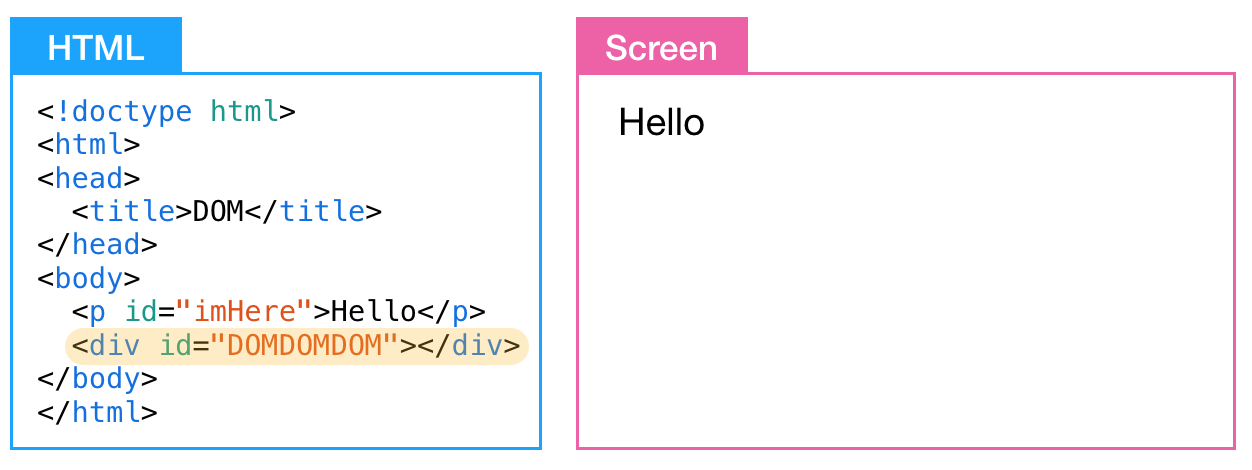 HTML
<!doctype html>
<html>
<head>
  <title>DOM</title>
</head>
<body>
  <p id="imHere">Hello</p>
  <div id="DOMDOMDOM"></div>
</body>
</html>
Screen
Hello